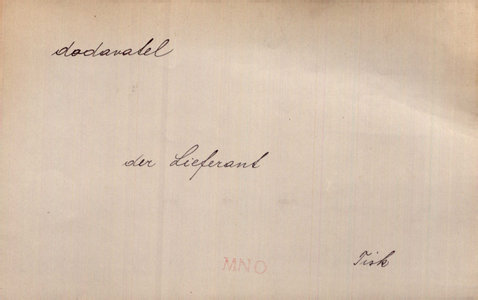 dodavatel
der Lieferant
MNO
Tisk